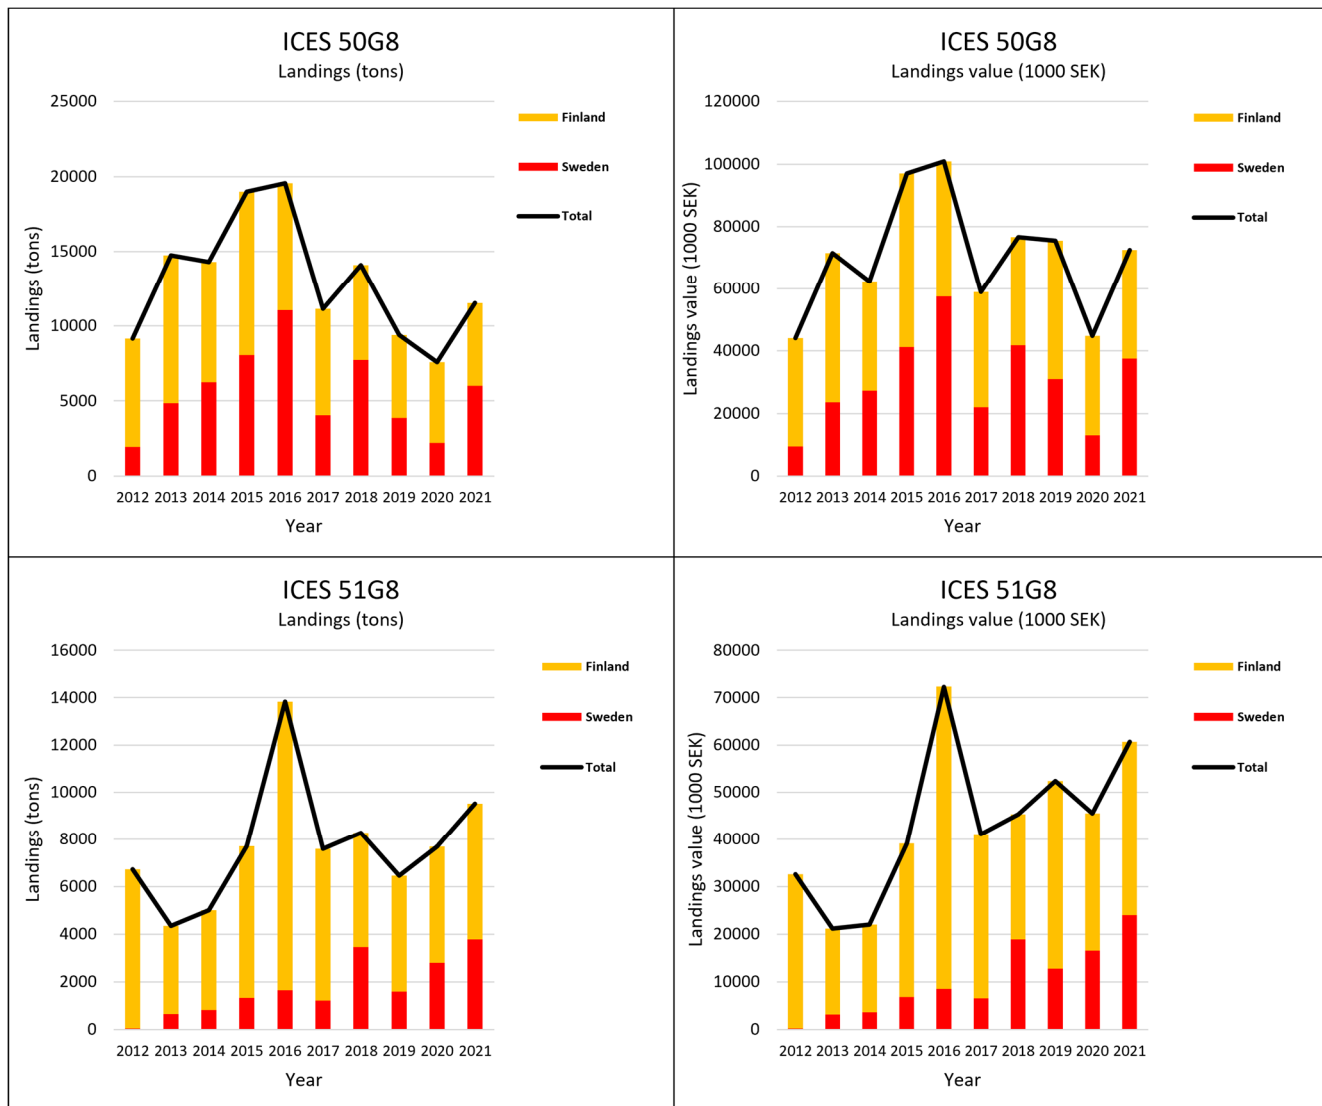 ICES 50G8
Landings (tons)
25000
20000
15000
10000
5000
0
Landings (tons)
2012 2013 2014 2015 2016 2017 2018 2019 2020 2021
Year
Finland
Sweden
Total
ICES 50G8
Landings value (1000 SEK)
120000
100000
80000
60000
40000
20000
0
Landings value (1000 SEK)
2012 2013 2014 2015 2016 2017 2018 2019 2020 2021
Year
Finland
Sweden
Total
ICES 51G8
Landings (tons)
16000
14000
12000
10000
8000
6000
4000
2000
0
Landings (tons)
2012 2013 2014 2015 2016 2017 2018 2019 2020 2021
Year
Finland
Sweden
Total
ICES 51G8
Landings value (1000 SEK)
80000
70000
60000
50000
40000
30000
20000
10000
0
Landings value (1000 SEK)
2012 2013 2014 2015 2016 2017 2018 2019 2020 2021
Year
Finland
Sweden
Total